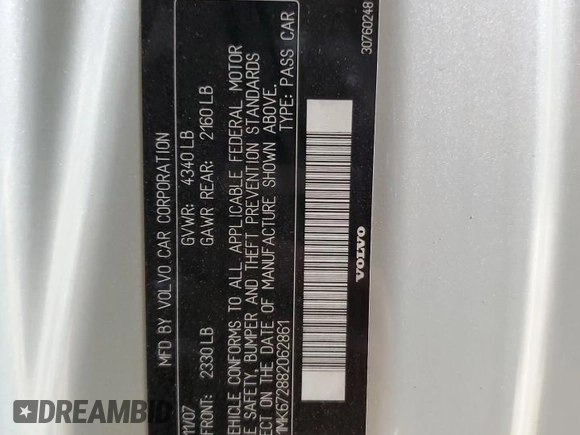 MFD BY VOLVO CAR CORPORATION
11/07 GVWR: 4340 LB
FRONT: 2330 LB GAWR REAR: 2160 LB
VEHICLE CONFORMS TO ALL APPLICABLE FEDERAL MOTOR
SAFETY, BUMPER AND THEFT PREVENTION STANDARDS
ON THE DATE OF MANUFACTURE SHOWN ABOVE.
1MK672882062861 TYPE: PASS CAR
VOLVO
30760248
DREAMBID